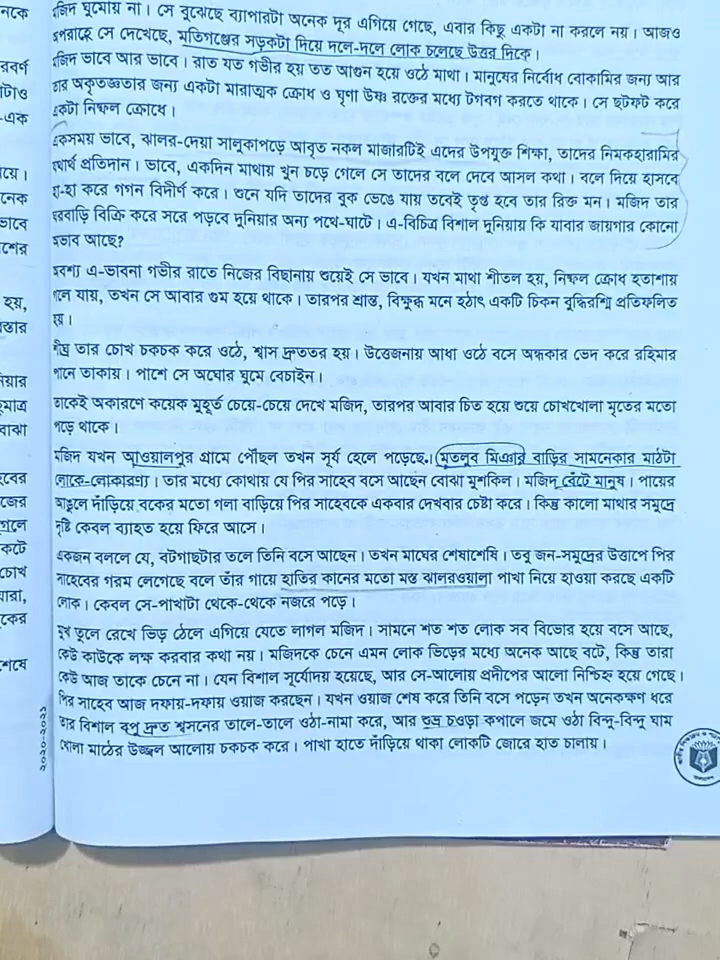 নকে
রবর্ণ
টাও
-এক
য়ে।
নেক
ভাবে
শের
হয়,
স্তার
নিয়ার
কুমাত্র
বাঝা
হবের
জের
গেলে
কটে
চোখ
যারা,
কের
শেষে
২০২০-২০২১
মজিদ ঘুমোয় না। সে বুঝেছে ব্যাপারটা অনেক দূর এগিয়ে গেছে, এবার কিছু একটা না করলে নয়। আজও
অপরাহ্ণে সে দেখেছে, মতিগঞ্জের সড়কটা দিয়ে দলে-দলে লোক চলেছে উত্তর দিকে।
মজিদ ভাবে আর ভাবে। রাত যত গভীর হয় তত আগুন হয়ে ওঠে মাথা। মানুষের নির্বোধ বোকামির জন্য আর
তার অকৃতজ্ঞতার জন্য একটা মারাত্মক ক্রোধ ও ঘৃণা উষ্ণ রক্তের মধ্যে টগবগ করতে থাকে। সে ছটফট করে
একটা নিষ্ফল ক্রোধে।
একসময় ভাবে, ঝালর-দেয়া সালুকাপড়ে আবৃত নকল মাজারটিই এদের উপযুক্ত শিক্ষা, তাদের নিমকহারামির
যথার্থ প্রতিদান। ভাবে, একদিন মাথায় খুন চড়ে গেলে সে তাদের বলে দেবে আসল কথা। বলে দিয়ে হাসবে
হা-হা করে গগন বিদীর্ণ করে। শুনে যদি তাদের বুক ভেঙে যায় তবেই তৃপ্ত হবে তার রিক্ত মন। মজিদ তার
ঘরবাড়ি বিক্রি করে সরে পড়বে দুনিয়ার অন্য পথে-ঘাটে। এ-বিচিত্র বিশাল দুনিয়ায় কি যাবার জায়গার কোনো
অভাব আছে?
অবশ্য এ-ভাবনা গভীর রাতে নিজের বিছানায় শুয়েই সে ভাবে। যখন মাথা শীতল হয়, নিষ্ফল ক্রোধ হতাশায়
গলে যায়, তখন সে আবার গুম হয়ে থাকে। তারপর শ্রান্ত, বিক্ষুব্ধ মনে হঠাৎ একটি চিকন বুদ্ধিরশ্মি প্রতিফলিত
হয়।
শীঘ্র তার চোখ চকচক করে ওঠে, শ্বাস দ্রুততর হয়। উত্তেজনায় আধা ওঠে বসে অন্ধকার ভেদ করে রহিমার
পানে তাকায়। পাশে সে অঘোর ঘুমে বেচাইন।
তাকেই অকারণে কয়েক মুহূর্ত চেয়ে-চেয়ে দেখে মজিদ, তারপর আবার চিত হয়ে শুয়ে চোখখোলা মৃতের মতো
পড়ে থাকে।
মজিদ যখন আওয়ালপুর গ্রামে পৌঁছল তখন সূর্য হেলে পড়েছে। মতলুব মিঞার বাড়ির সামনেকার মাঠটা
লোকে-লোকারণ্য। তার মধ্যে কোথায় যে পির সাহেব বসে আছেন বোঝা মুশকিল। মজিদ বেঁটে মানুষ। পায়ের
আঙুলে দাঁড়িয়ে বকের মতো গলা বাড়িয়ে পির সাহেবকে একবার দেখবার চেষ্টা করে। কিন্তু কালো মাথার সমুদ্রে
দৃষ্টি কেবল ব্যাহত হয়ে ফিরে আসে।
একজন বললে যে, বটগাছটার তলে তিনি বসে আছেন। তখন মাঘের শেষাশেষি। তবু জন-সমুদ্রের উত্তাপে পির
সাহেবের গরম লেগেছে বলে তাঁর গায়ে হাতির কানের মতো মস্ত ঝালরওয়ালা পাখা নিয়ে হাওয়া করছে একটি
লোক। কেবল সে-পাখাটা থেকে-থেকে নজরে পড়ে।
মুখ তুলে রেখে ভিড় ঠেলে এগিয়ে যেতে লাগল মজিদ। সামনে শত শত লোক সব বিভোর হয়ে বসে আছে,
কেউ কাউকে লক্ষ করবার কথা নয়। মজিদকে চেনে এমন লোক ভিড়ের মধ্যে অনেক আছে বটে, কিন্তু তারা
কেউ আজ তাকে চেনে না। যেন বিশাল সূর্যোদয় হয়েছে, আর সে-আলোয় প্রদীপের আলো নিশ্চিহ্ন হয়ে গেছে।
পির সাহেব আজ দফায়-দফায় ওয়াজ করছেন। যখন ওয়াজ শেষ করে তিনি বসে পড়েন তখন অনেকক্ষণ ধরে
তার বিশাল বপু দ্রুত শ্বসনের তালে-তালে ওঠা-নামা করে, আর শুভ্র চওড়া কপালে জমে ওঠা বিন্দু-বিন্দু ঘাম
খোলা মাঠের উজ্জ্বল আলোয় চকচক করে। পাখা হাতে দাঁড়িয়ে থাকা লোকটি জোরে হাত চালায়।